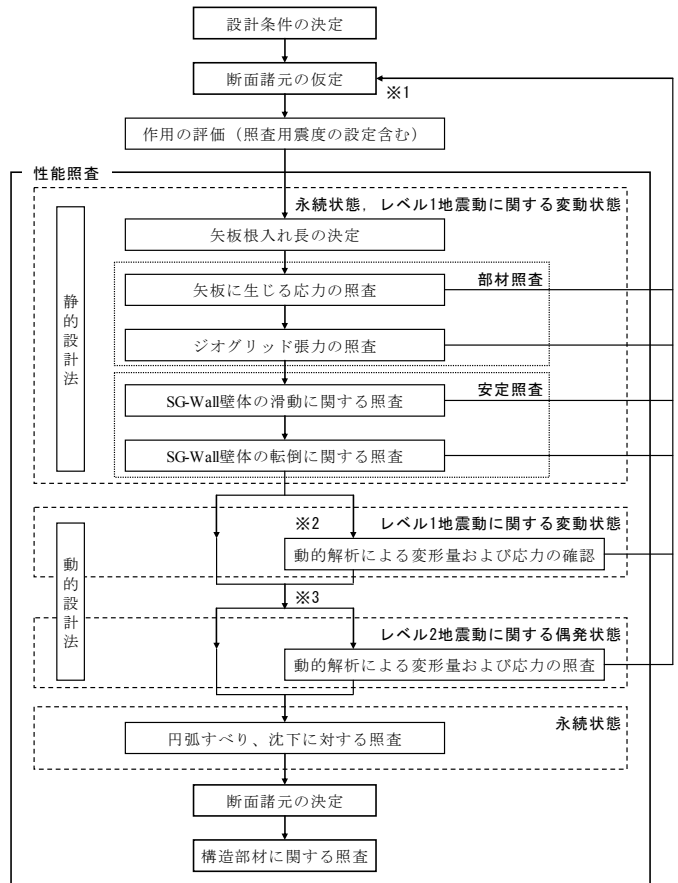 設計条件の決定
断面諸元の仮定
※1
作用の評価（照査用震度の設定含む）
性能照査
永続状態，レベル1地震動に関する変動状態
矢板根入れ長の決定
部材照査
矢板に生じる応力の照査
静的設計法
ジオグリッド張力の照査
安定照査
SG-Wall壁体の滑動に関する照査
SG-Wall壁体の転倒に関する照査
※2
レベル1地震動に関する変動状態
動的解析による変形量および応力の確認
動的設計法
※3
レベル2地震動に関する偶発状態
動的解析による変形量および応力の照査
永続状態
円弧すべり、沈下に対する照査
断面諸元の決定
構造部材に関する照査